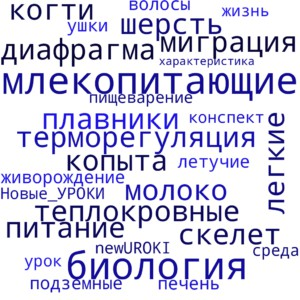 когти
волосы
жизнь
ушки
шерсть
диафрагма
миграция
характеристика
млекопитающие
пищеварение
плавники
конспект
терморегуляция
легкие
копыта
летучие
живорождение
Новые_УРОКИ
молоко
теплокровные
питание
скелет
newUROKI
среда
урок
биология
подземные
печень